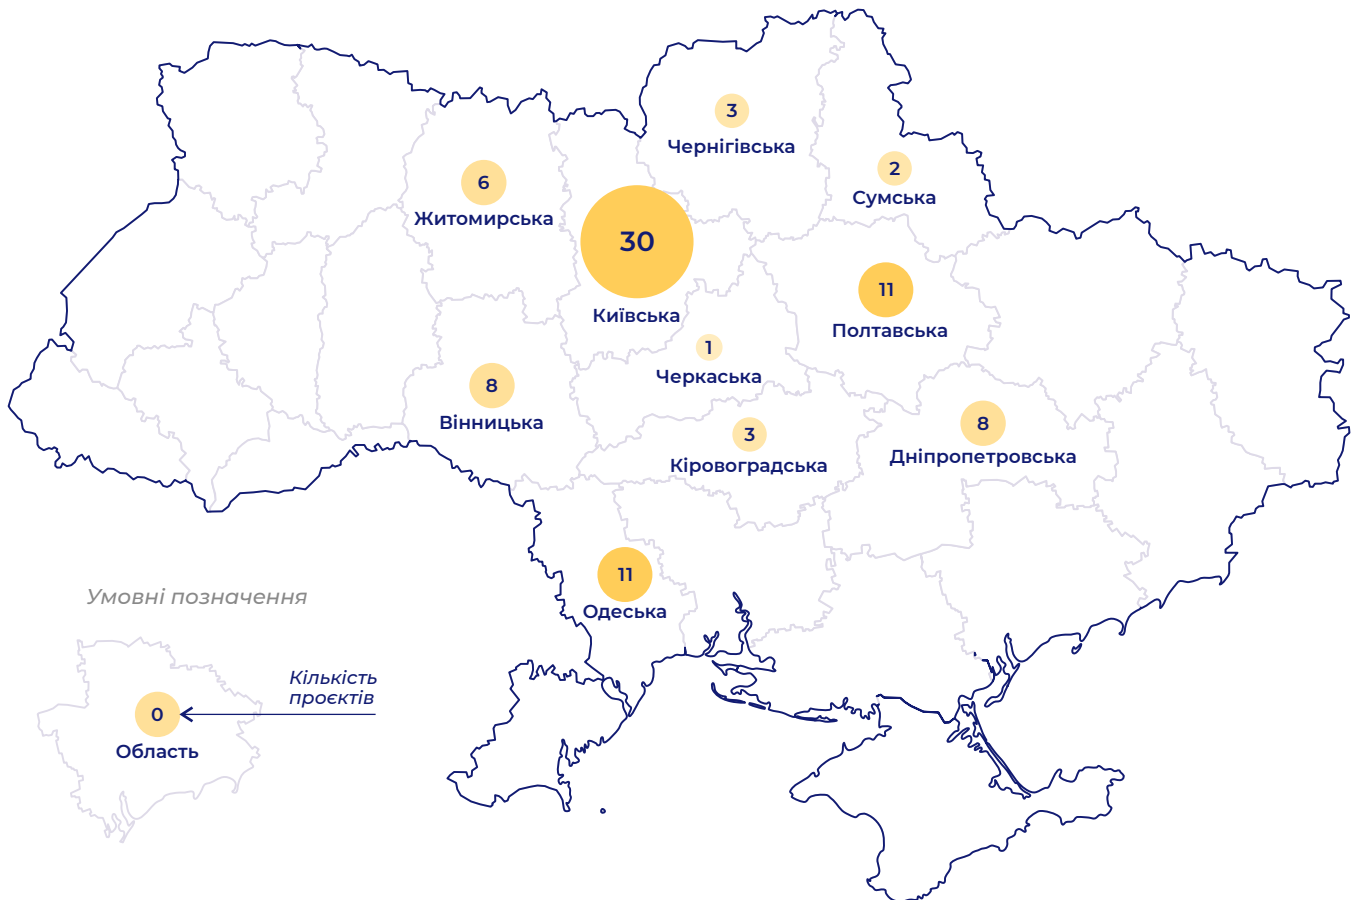 3
Чернігівська
2
Сумська
6
Житомирська
30
Київська
11
Полтавська
1
Черкаська
8
Вінницька
3
Кіровоградська
8
Дніпропетровська
11
Одеська
Умовні позначення
Кількість
проєктів
0
Область